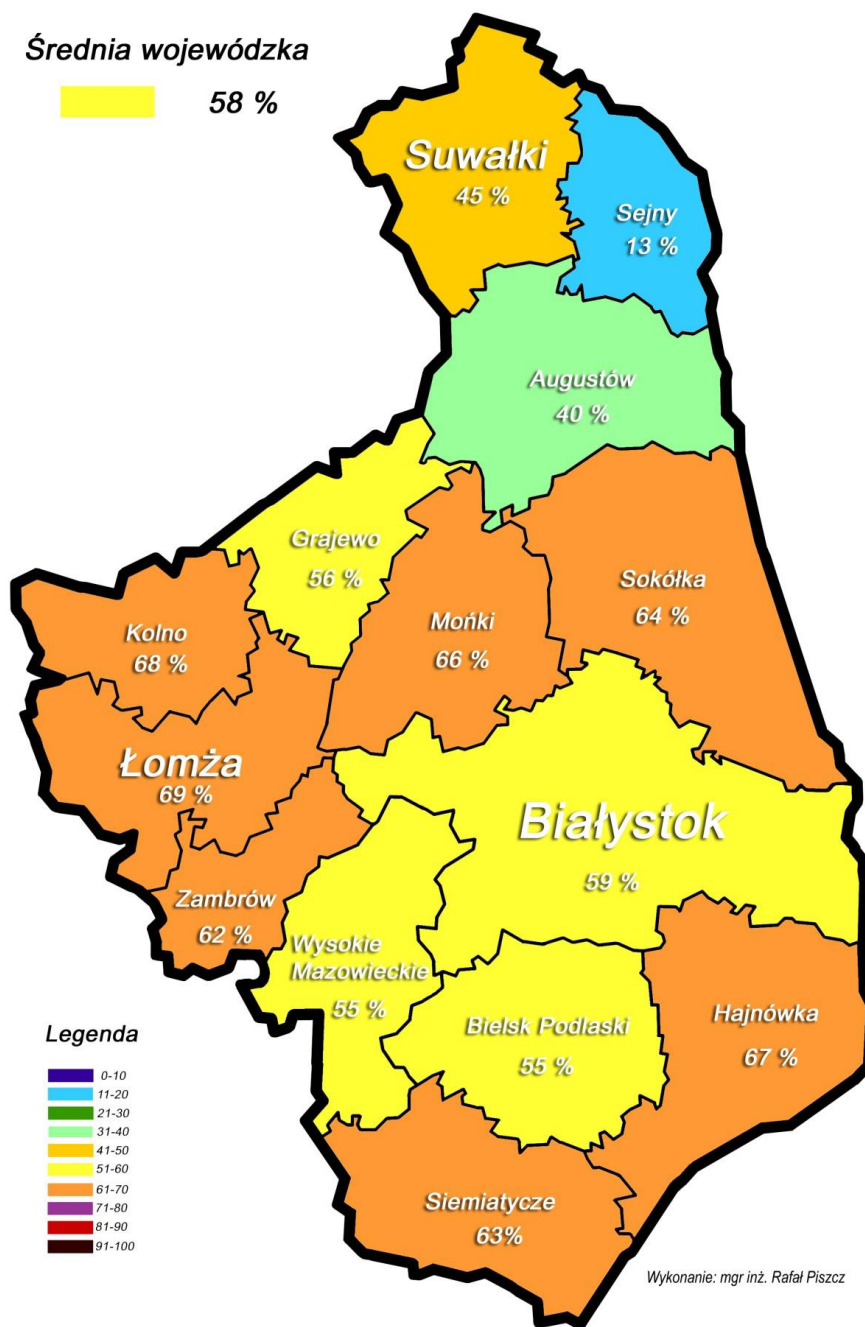 Średnia wojewódzka
58 %
Suwałki
45 %
Sejny
13 %
Augustów
40 %
Grajewo
56 %
Kolno
68 %
Mońki
66 %
Sokółka
64 %
Łomża
69 %
Białystok
59 %
Zambrów
62 %
Wysokie
Mazowieckie
55 %
Bielsk Podlaski
55 %
Hajnówka
67 %
Siemiatycze
63%
Legenda
0-10
11-20
21-30
31-40
41-50
51-60
61-70
71-80
81-90
91-100
Wykonanie: mgr inż. Rafał Piszcz